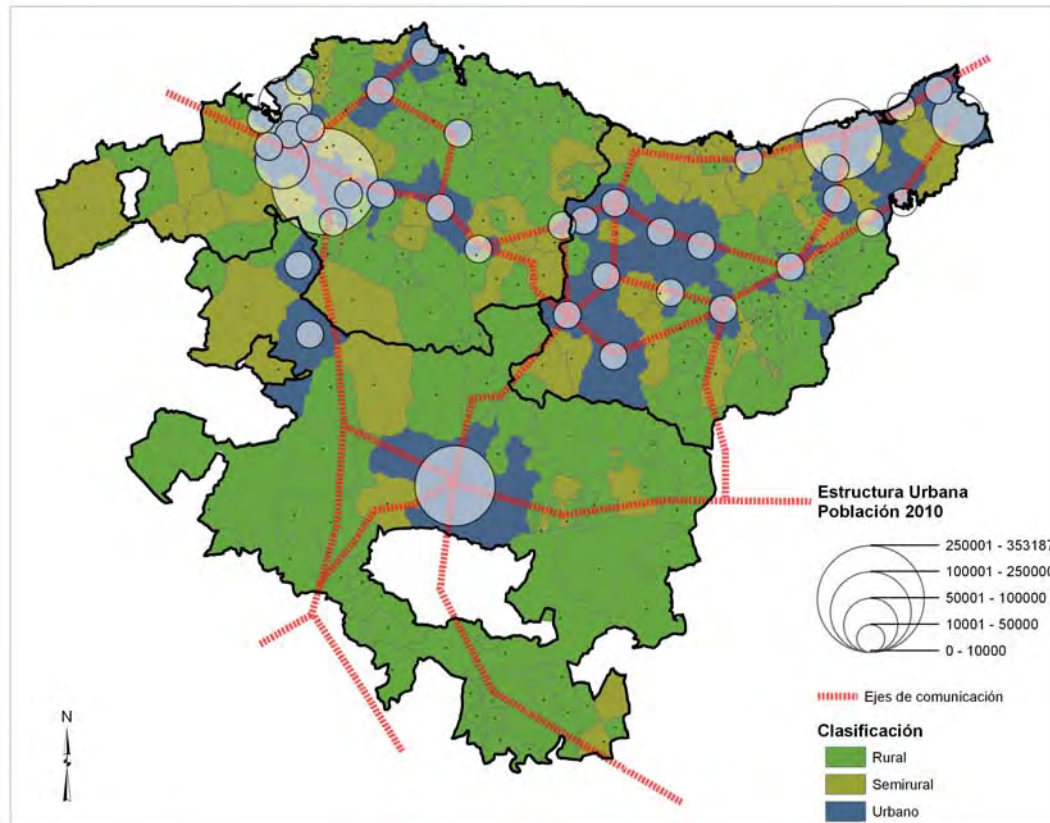 Estructura Urbana
Población 2010
250001 - 353187
100001 - 250000
50001 - 100000
10001 - 50000
0 - 10000
Ejes de comunicación
Clasificación
Rural
Semirural
Urbano
N